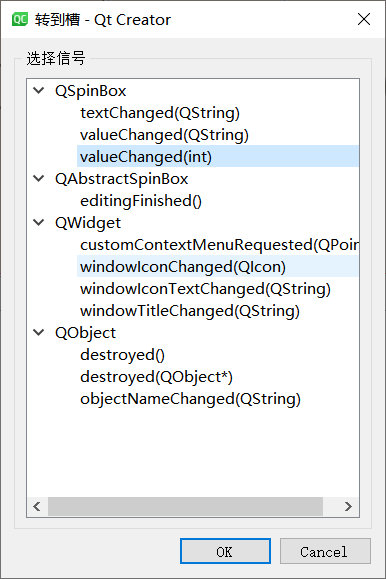 QC 转到槽 - Qt Creator
选择信号
QSpinBox
textChanged(QString)
valueChanged(QString)
valueChanged(int)
QAbstractSpinBox
editingFinished()
QWidget
customContextMenuRequested(QPoin
windowIconChanged(QIcon)
windowIconTextChanged(QString)
windowTitleChanged(QString)
QObject
destroyed()
destroyed(QObject*)
objectNameChanged(QString)
OK Cancel